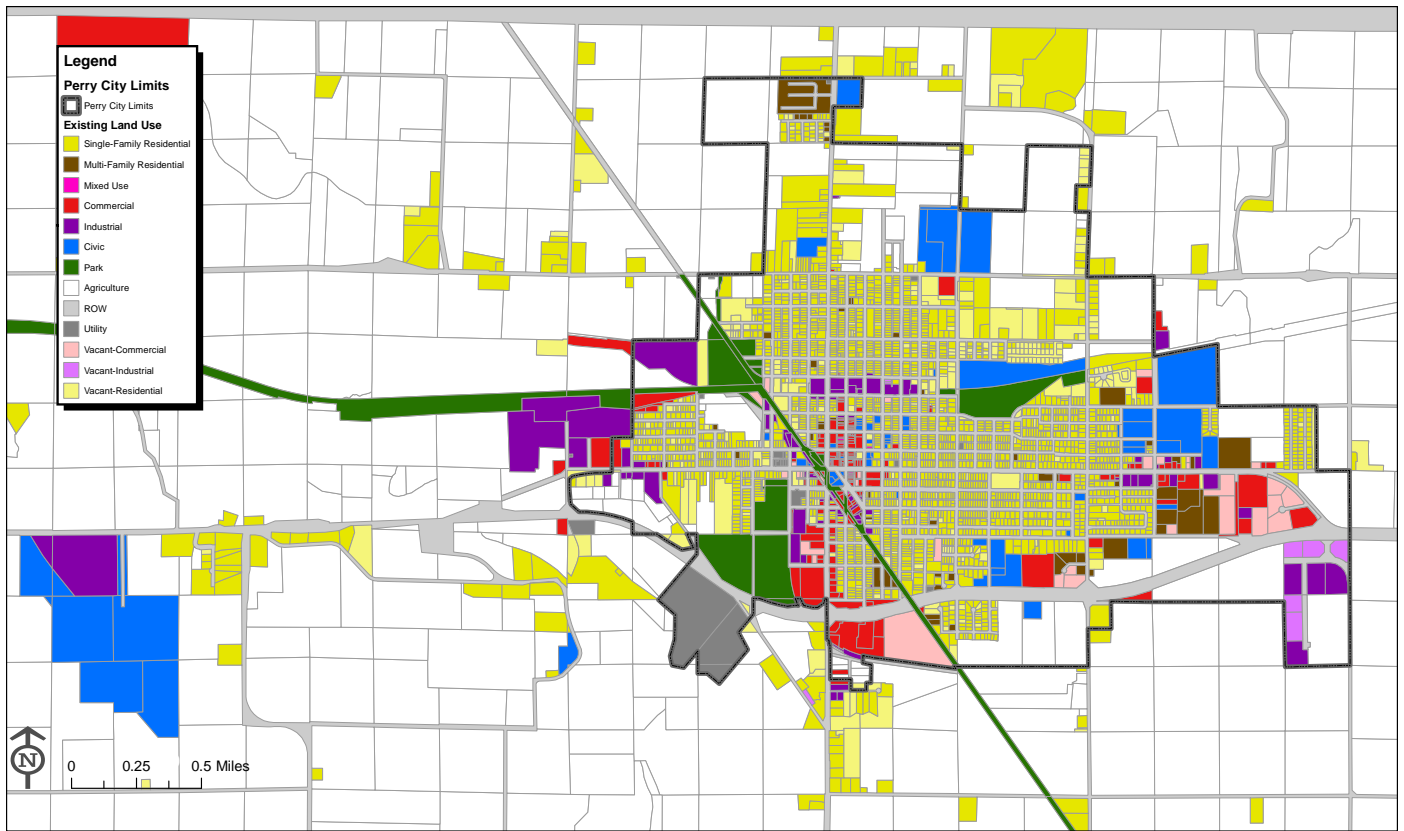 Legend
Perry City Limits
Perry City Limits
Existing Land Use
Single-Family Residential
Multi-Family Residential
Mixed Use
Commercial
Industrial
Civic
Park
Agriculture
ROW
Utility
Vacant-Commercial
Vacant-Industrial
Vacant-Residential
N
0 0.25 0.5 Miles